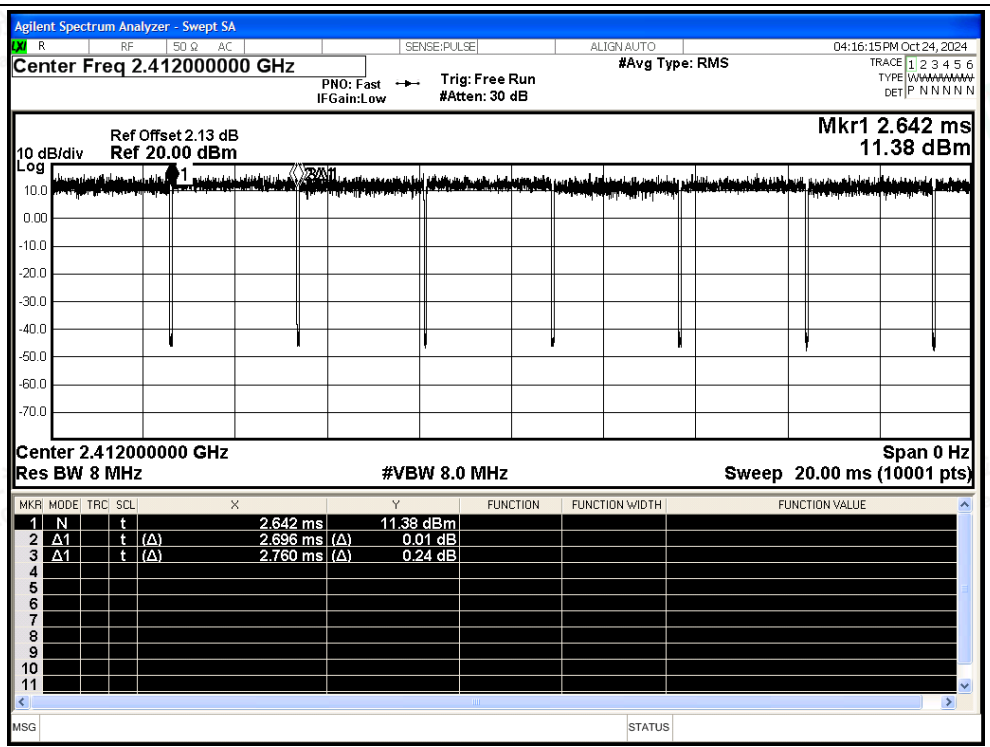 Agilent Spectrum Analyzer - Swept SA
LXI R RF 50 Ω AC SENSE:PULSE ALIGN AUTO 04:16:15 PM Oct 24, 2024
Center Freq 2.412000000 GHz #Avg Type: RMS TRACE 1 2 3 4 5 6
PNO: Fast Trig: Free Run TYPE
IFGain:Low #Atten: 30 dB DET P N N N N N
Mkr1 2.642 ms
Ref Offset 2.13 dB
10 dB/div Ref 20.00 dBm 11.38 dBm
Log
1
10.0
0.00
-10.0
-20.0
-30.0
-40.0
-50.0
-60.0
-70.0
Center 2.412000000 GHz Span 0 Hz
Res BW 8 MHz #VBW 8.0 MHz Sweep 20.00 ms (10001 pts)
MKR MODE TRC SCL X Y FUNCTION FUNCTION WIDTH FUNCTION VALUE
1 N t 2.642 ms 11.38 dBm
2 Δ1 t (Δ) 2.696 ms (Δ) 0.01 dB
3 Δ1 t (Δ) 2.760 ms (Δ) 0.24 dB
4
5
6
7
8
9
10
11
MSG STATUS